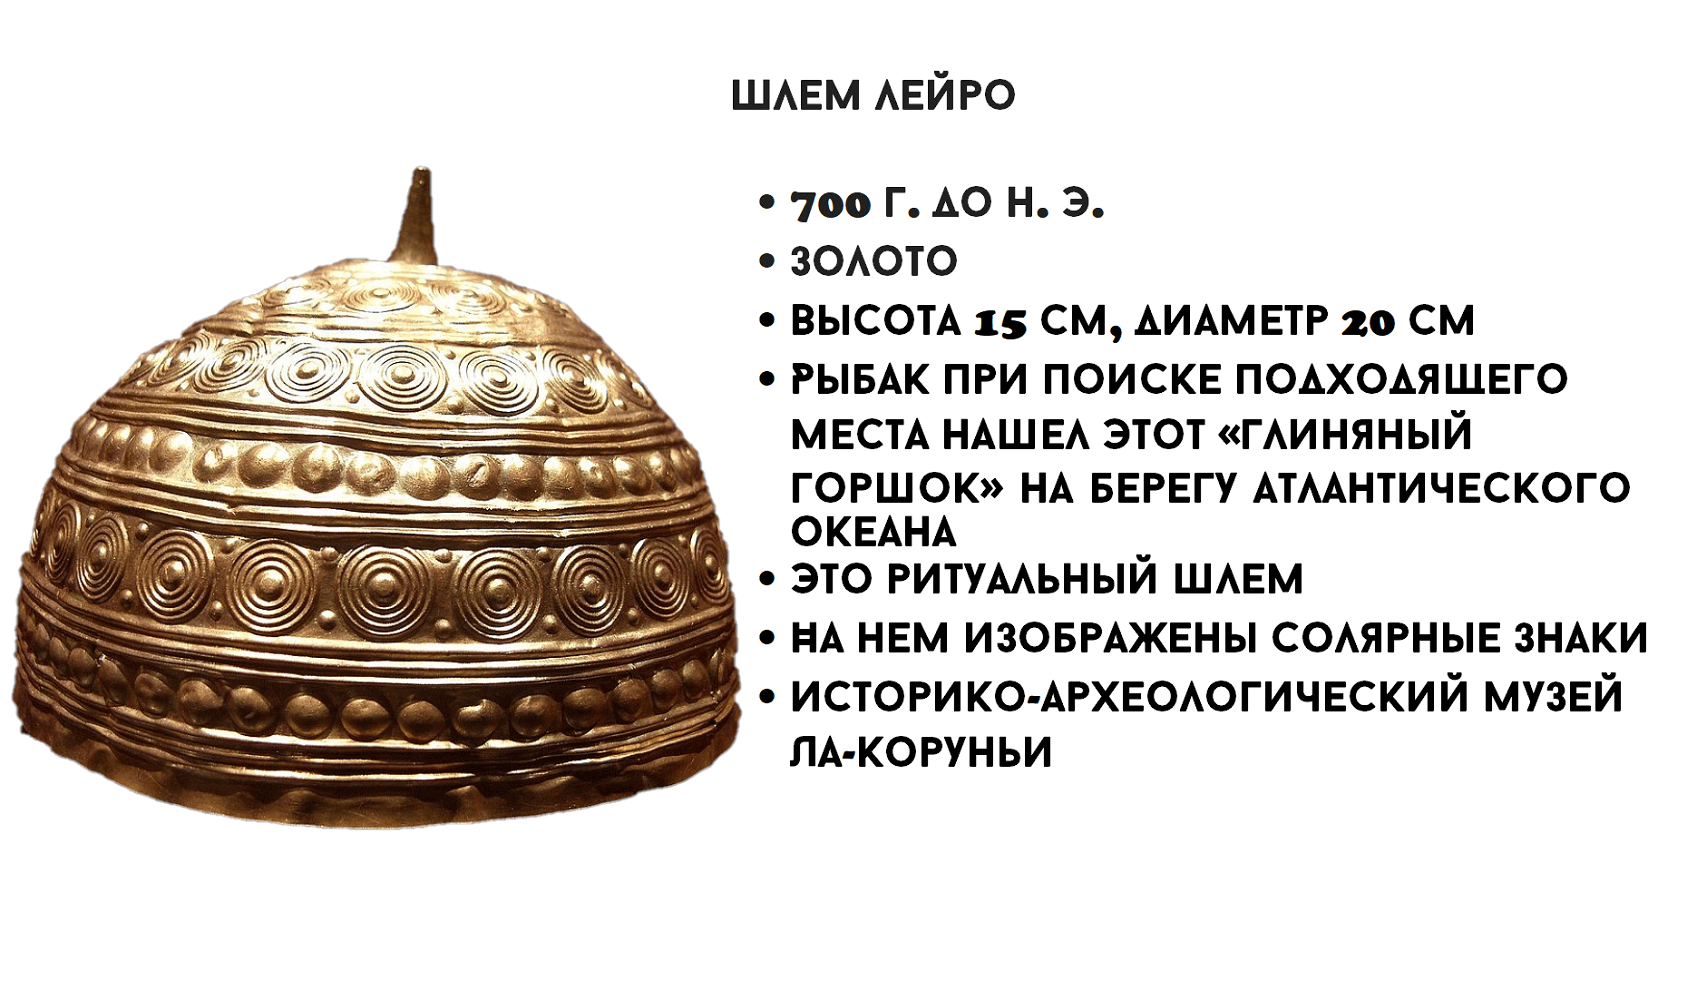 ШЛЕМ ЛЕЙРО
• 700 Г. ДО Н. Э.
• ЗОЛОТО
• ВЫСОТА 15 СМ, ДИАМЕТР 20 СМ
• РЫБАК ПРИ ПОИСКЕ ПОДХОДЯЩЕГО
МЕСТА НАШЕЛ ЭТОТ «ГЛИНЯНЫЙ
ГОРШОК» НА БЕРЕГУ АТЛАНТИЧЕСКОГО
ОКЕАНА
• ЭТО РИТУАЛЬНЫЙ ШЛЕМ
• НА НЕМ ИЗОБРАЖЕНЫ СОЛЯРНЫЕ ЗНАКИ
• ИСТОРИКО-АРХЕОЛОГИЧЕСКИЙ МУЗЕЙ
ЛА-КОРУНЬИ